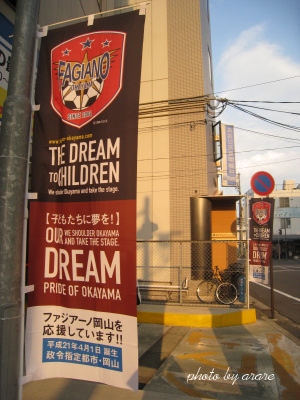 FAGIANO
OKAYAMA
SINCE 2004
THE DREAM
TO CHILDREN
We shoulder Okayama and take the stage.
【子どもたちに夢を!】
OUR WE SHOULDER OKAYAMA
AND TAKE THE STAGE.
DREAM
PRIDE OF OKAYAMA
ファジアーノ岡山を
応援しています!!
平成21年4月1日 誕生
政令指定都市・岡山
photo by arare